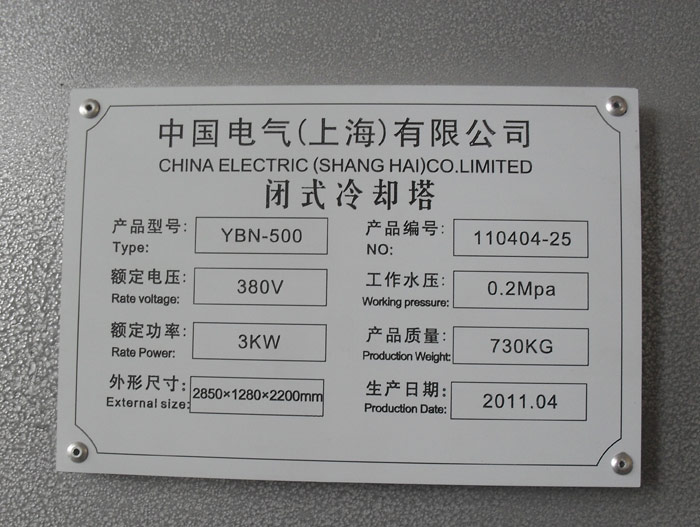 中国电气(上海)有限公司
CHINA ELECTRIC (SHANG HAI)CO.LIMITED
闭式冷却塔
产品型号: YBN-500 产品编号: 110404-25
Type: NO:
额定电压: 380V 工作水压: 0.2Mpa
Rate voltage: Working pressure:
额定功率: 3KW 产品质量: 730KG
Rate Power: Production Weight:
外形尺寸: 2850×1280×2200mm 生产日期: 2011.04
External size: Production Date: